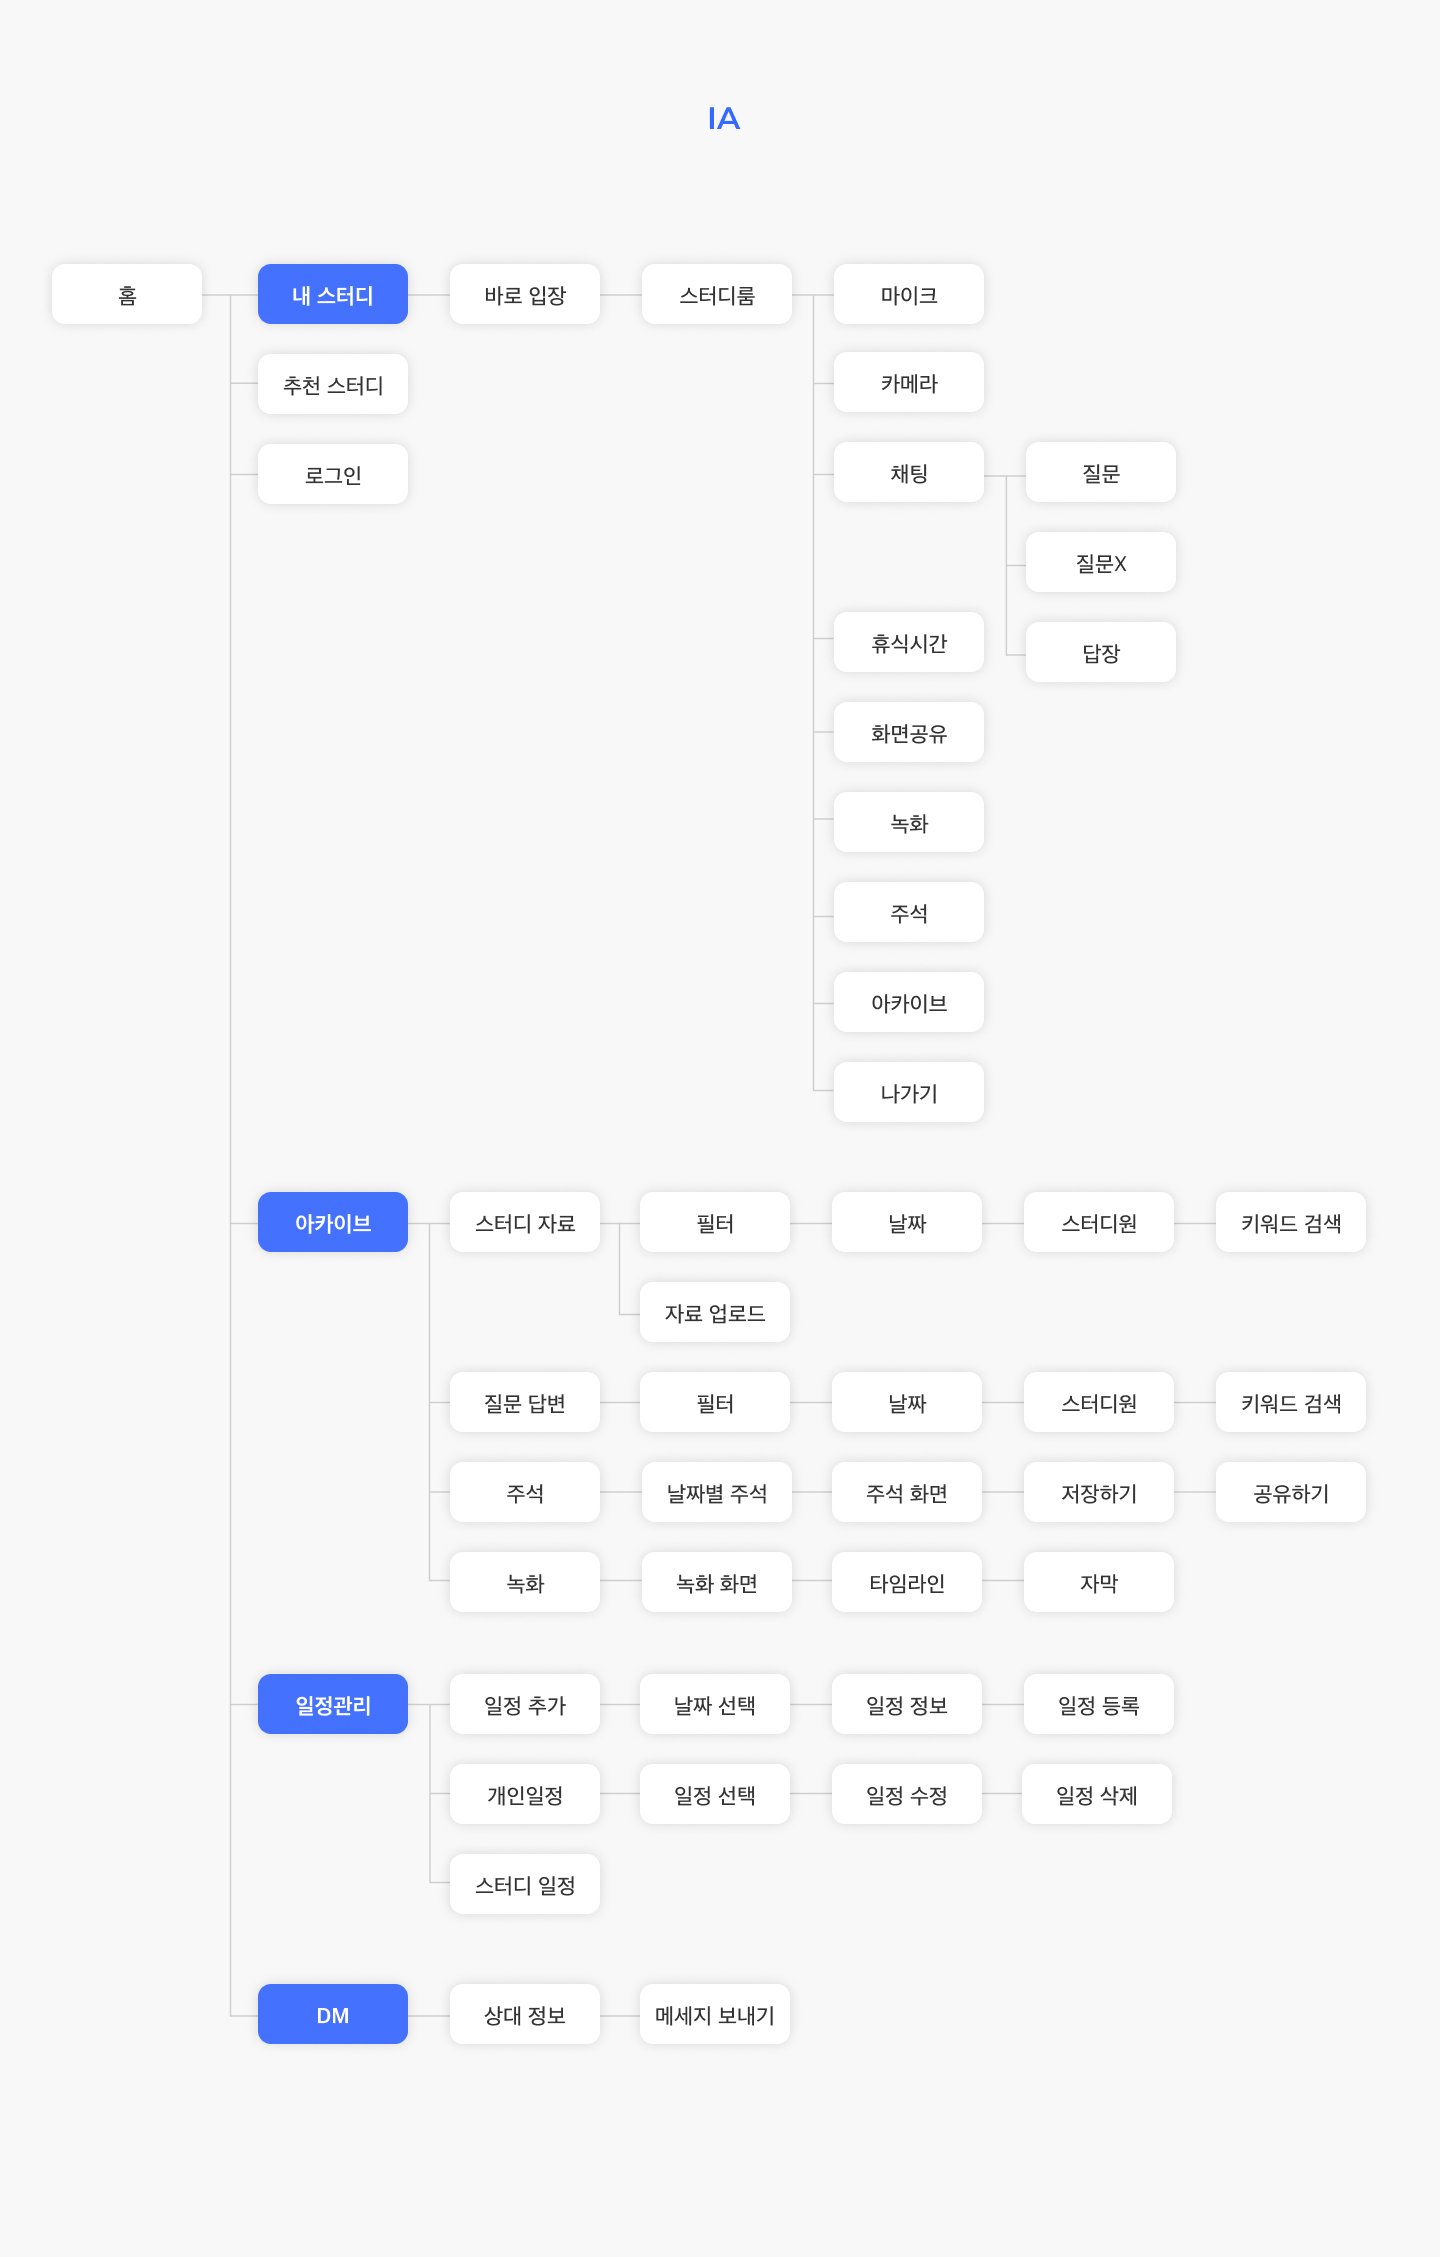 IA
홈
내 스터디
바로 입장
스터디룸
마이크
추천 스터디
카메라
로그인
채팅
질문
질문X
휴식시간
답장
화면공유
녹화
주석
아카이브
나가기
아카이브
스터디 자료
필터
날짜
스터디원
키워드 검색
자료 업로드
질문 답변
필터
날짜
스터디원
키워드 검색
주석
날짜별 주석
주석 화면
저장하기
공유하기
녹화
녹화 화면
타임라인
자막
일정관리
일정 추가
날짜 선택
일정 정보
일정 등록
개인일정
일정 선택
일정 수정
일정 삭제
스터디 일정
DM
상대 정보
메세지 보내기